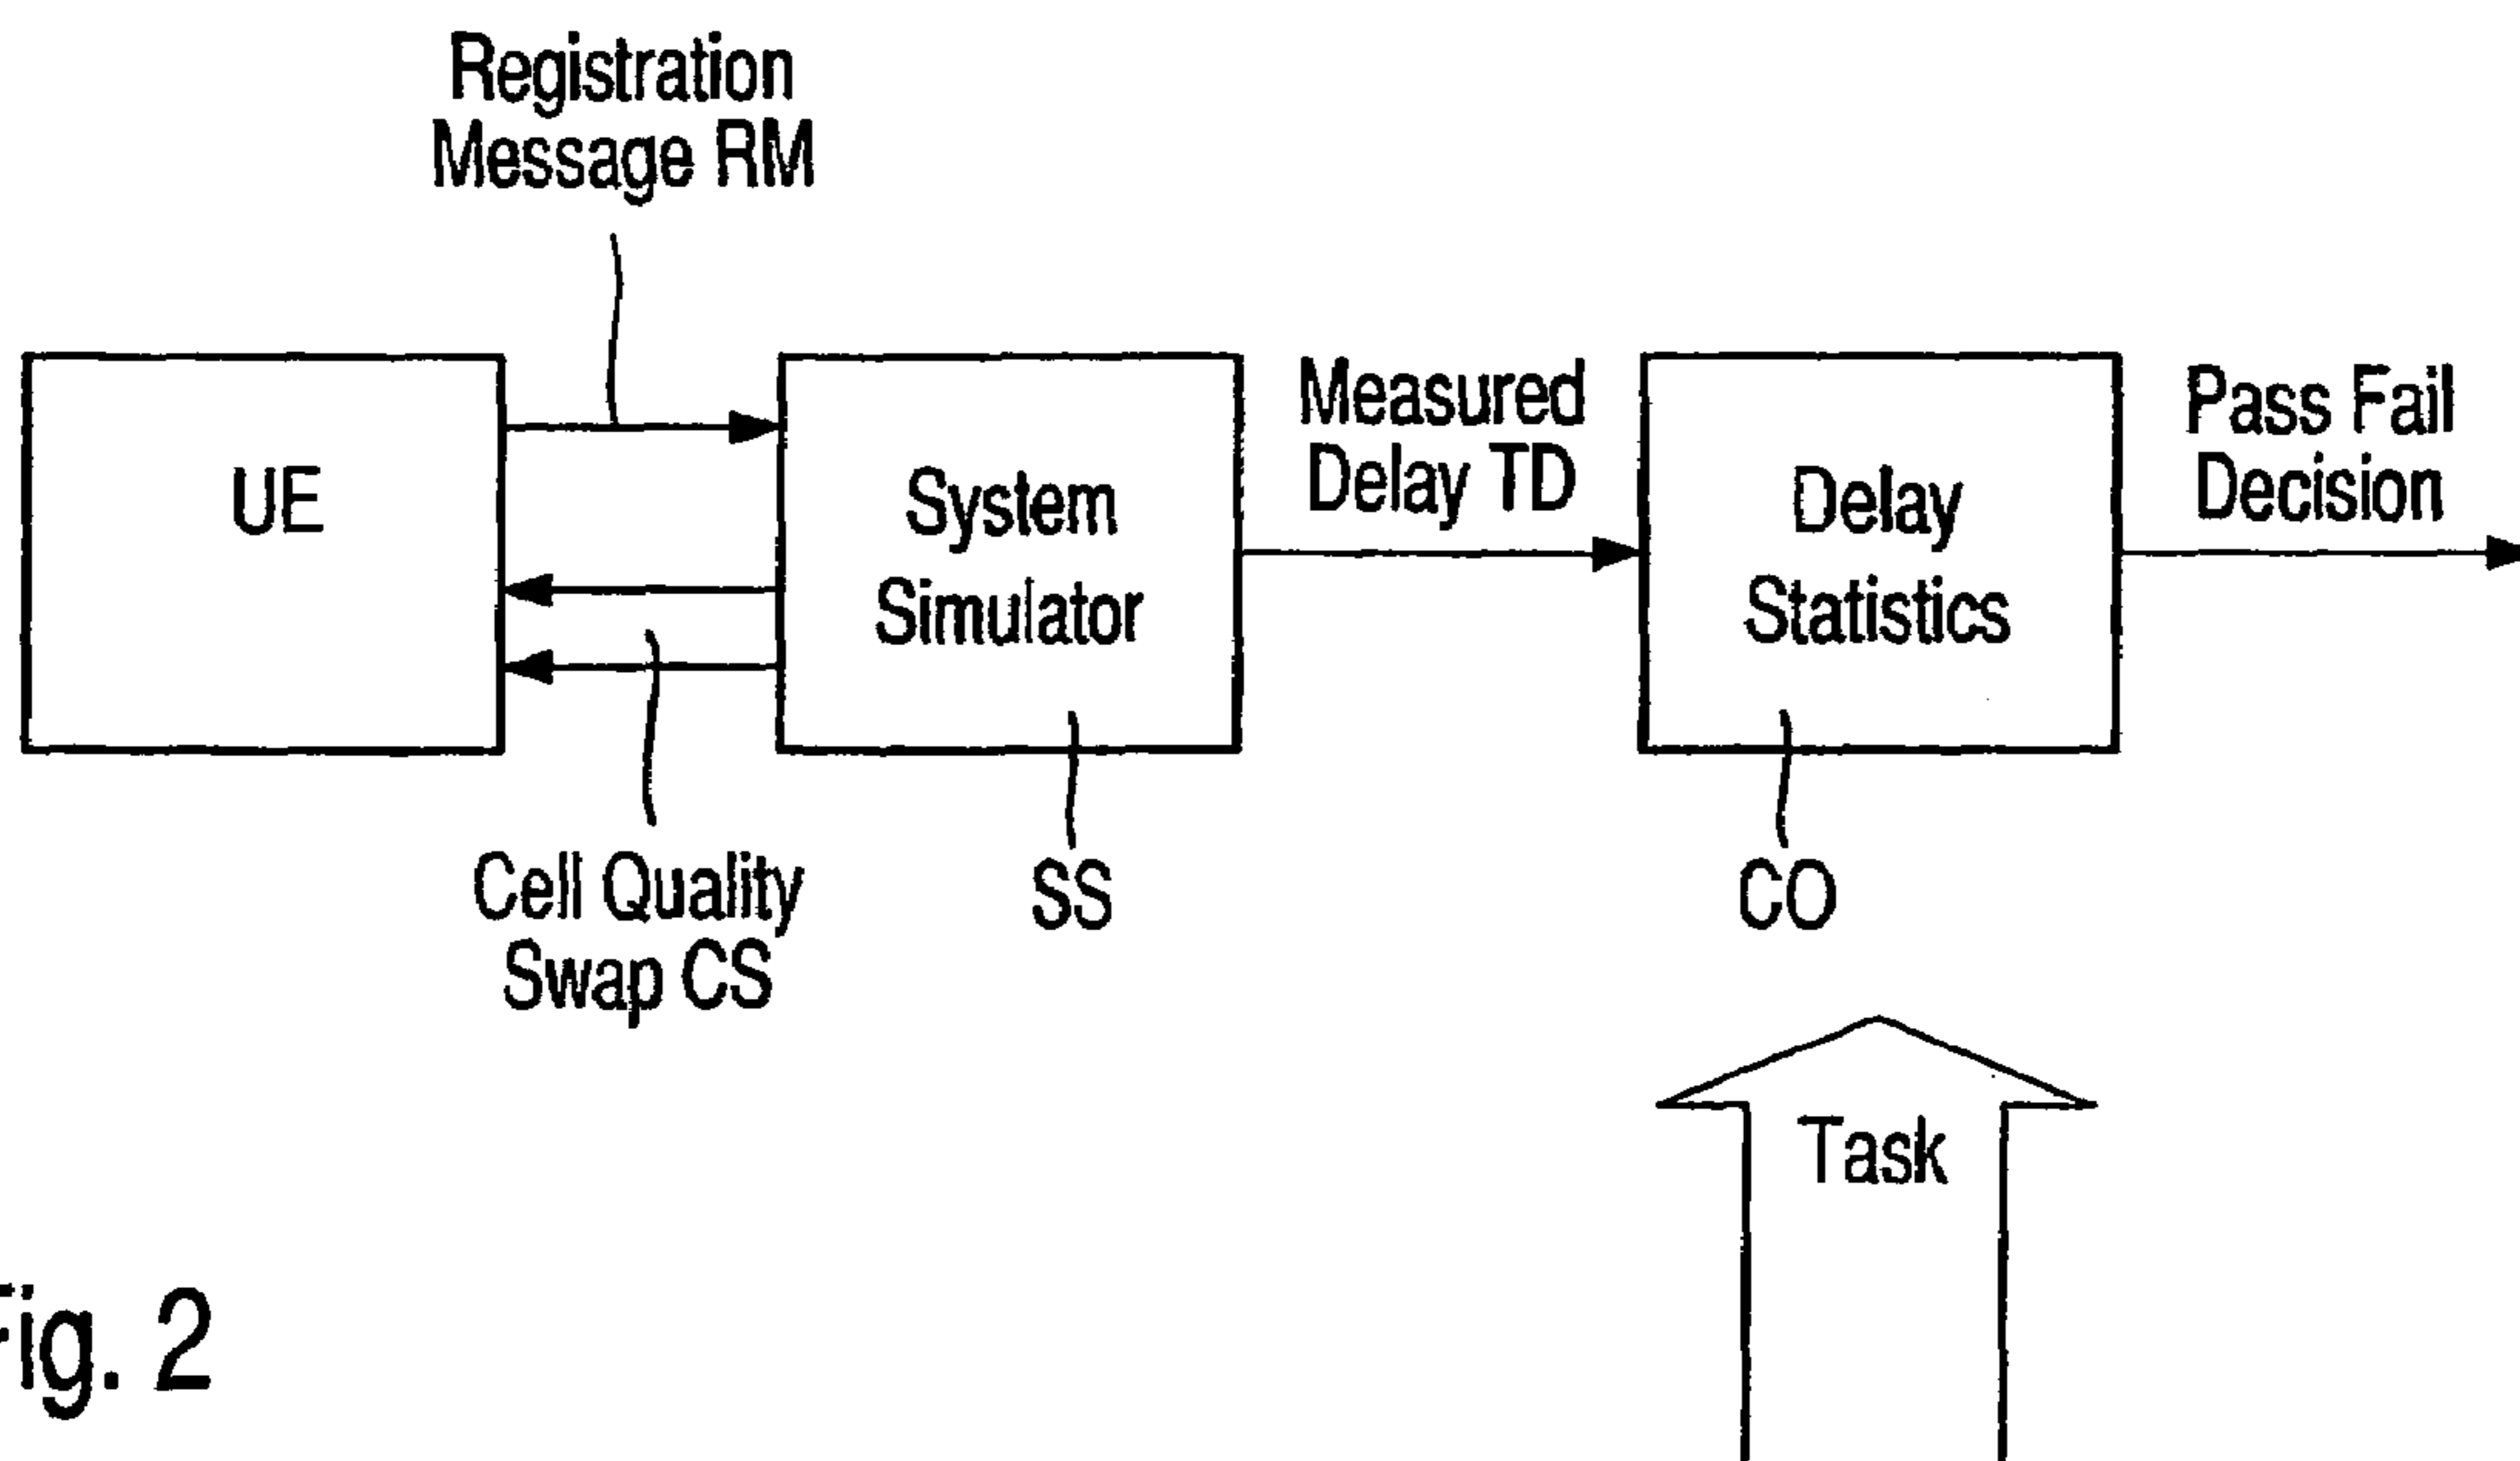 Registration
Message RM
UE
System
Simulator
Measured
Delay TD
Delay
Statistics
Pass Fail
Decision
Cell Quality
Swap CS
SS
CO
Task
Fig. 2